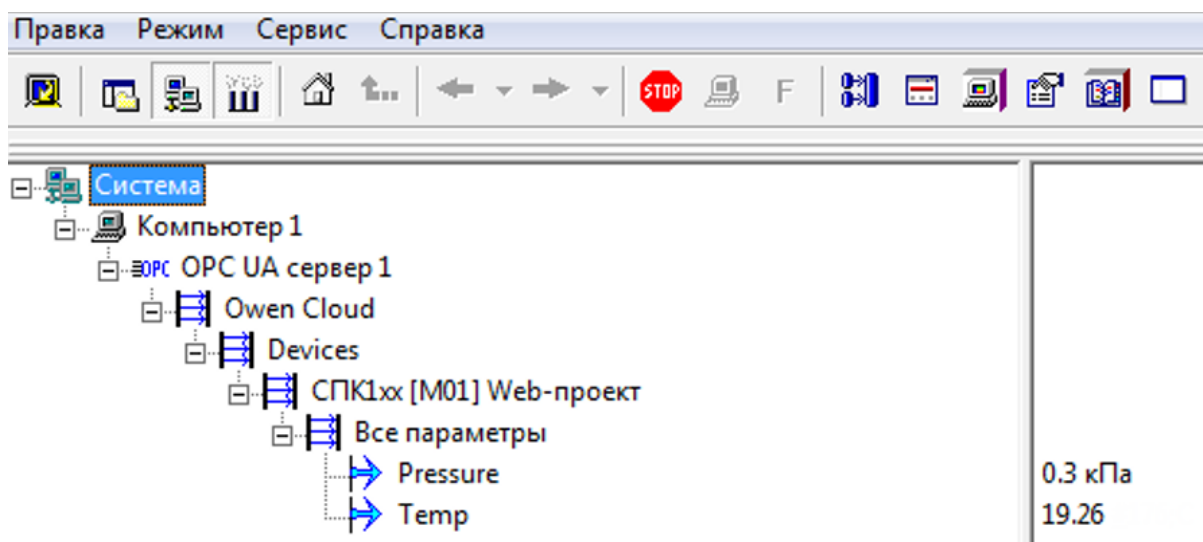 Правка Режим Сервис Справка
STOP F
Система
Компьютер 1
OPC OPC UA сервер 1
Owen Cloud
Devices
СПК1xx [M01] Web-проект
Все параметры
Pressure 0.3 кПа
Temp 19.26